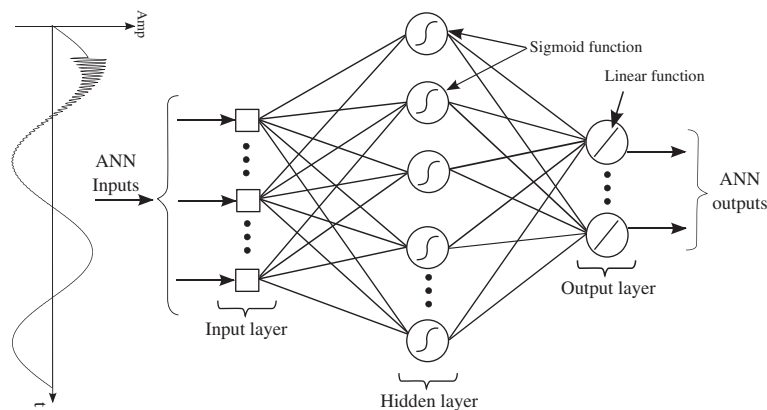 Amp
Sigmoid function
Linear function
ANN
Inputs
ANN
outputs
Input layer
Output layer
Hidden layer
t